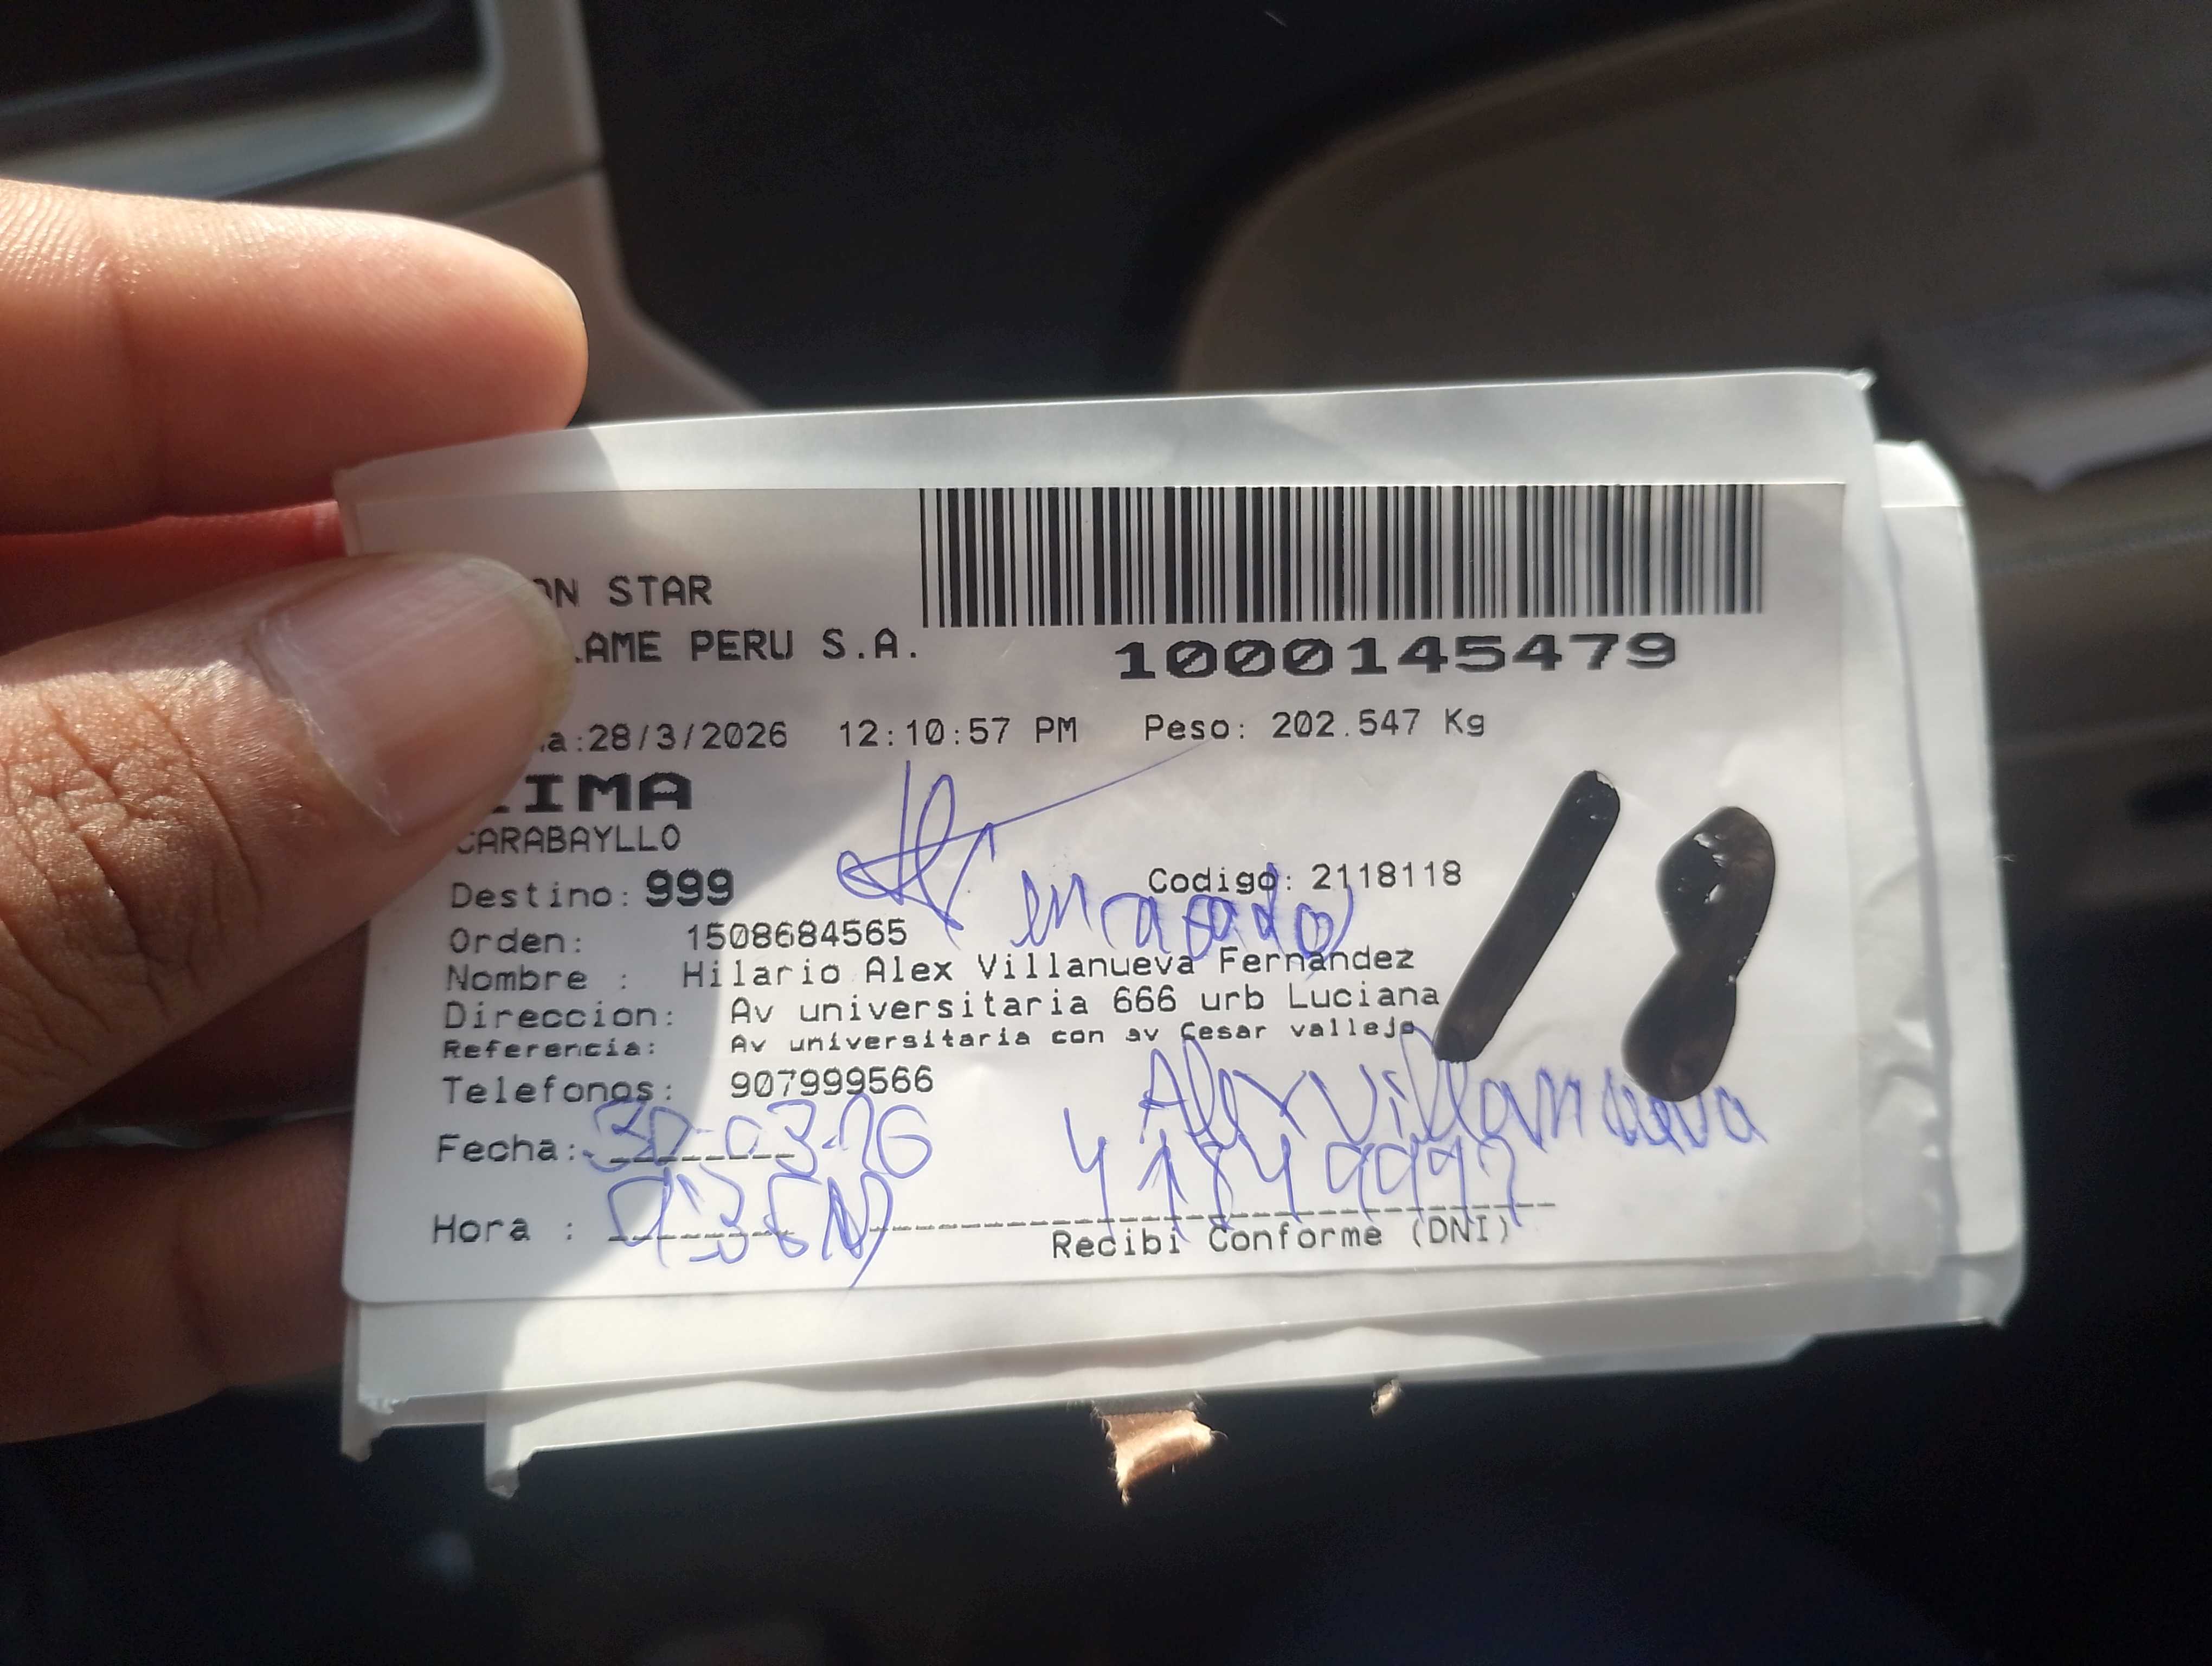 ON STAR
LAME PERU S.A.
1000145479
a:28/3/2026 12:10:57 PM Peso: 202.547 Kg
LIMA
CARABAYLLO
Destino: 999 Codigo: 2118118
Orden: 1508684565
Nombre : Hilario Alex Villanueva Fernandez
Direccion: Av universitaria 666 urb Luciana
Referencia: Av universitaria con av Cesar vallejo
Telefonos: 907999566
Alex Villanueva
Fecha: 30-03-26
Hora :
Recibi Conforme (DNI)